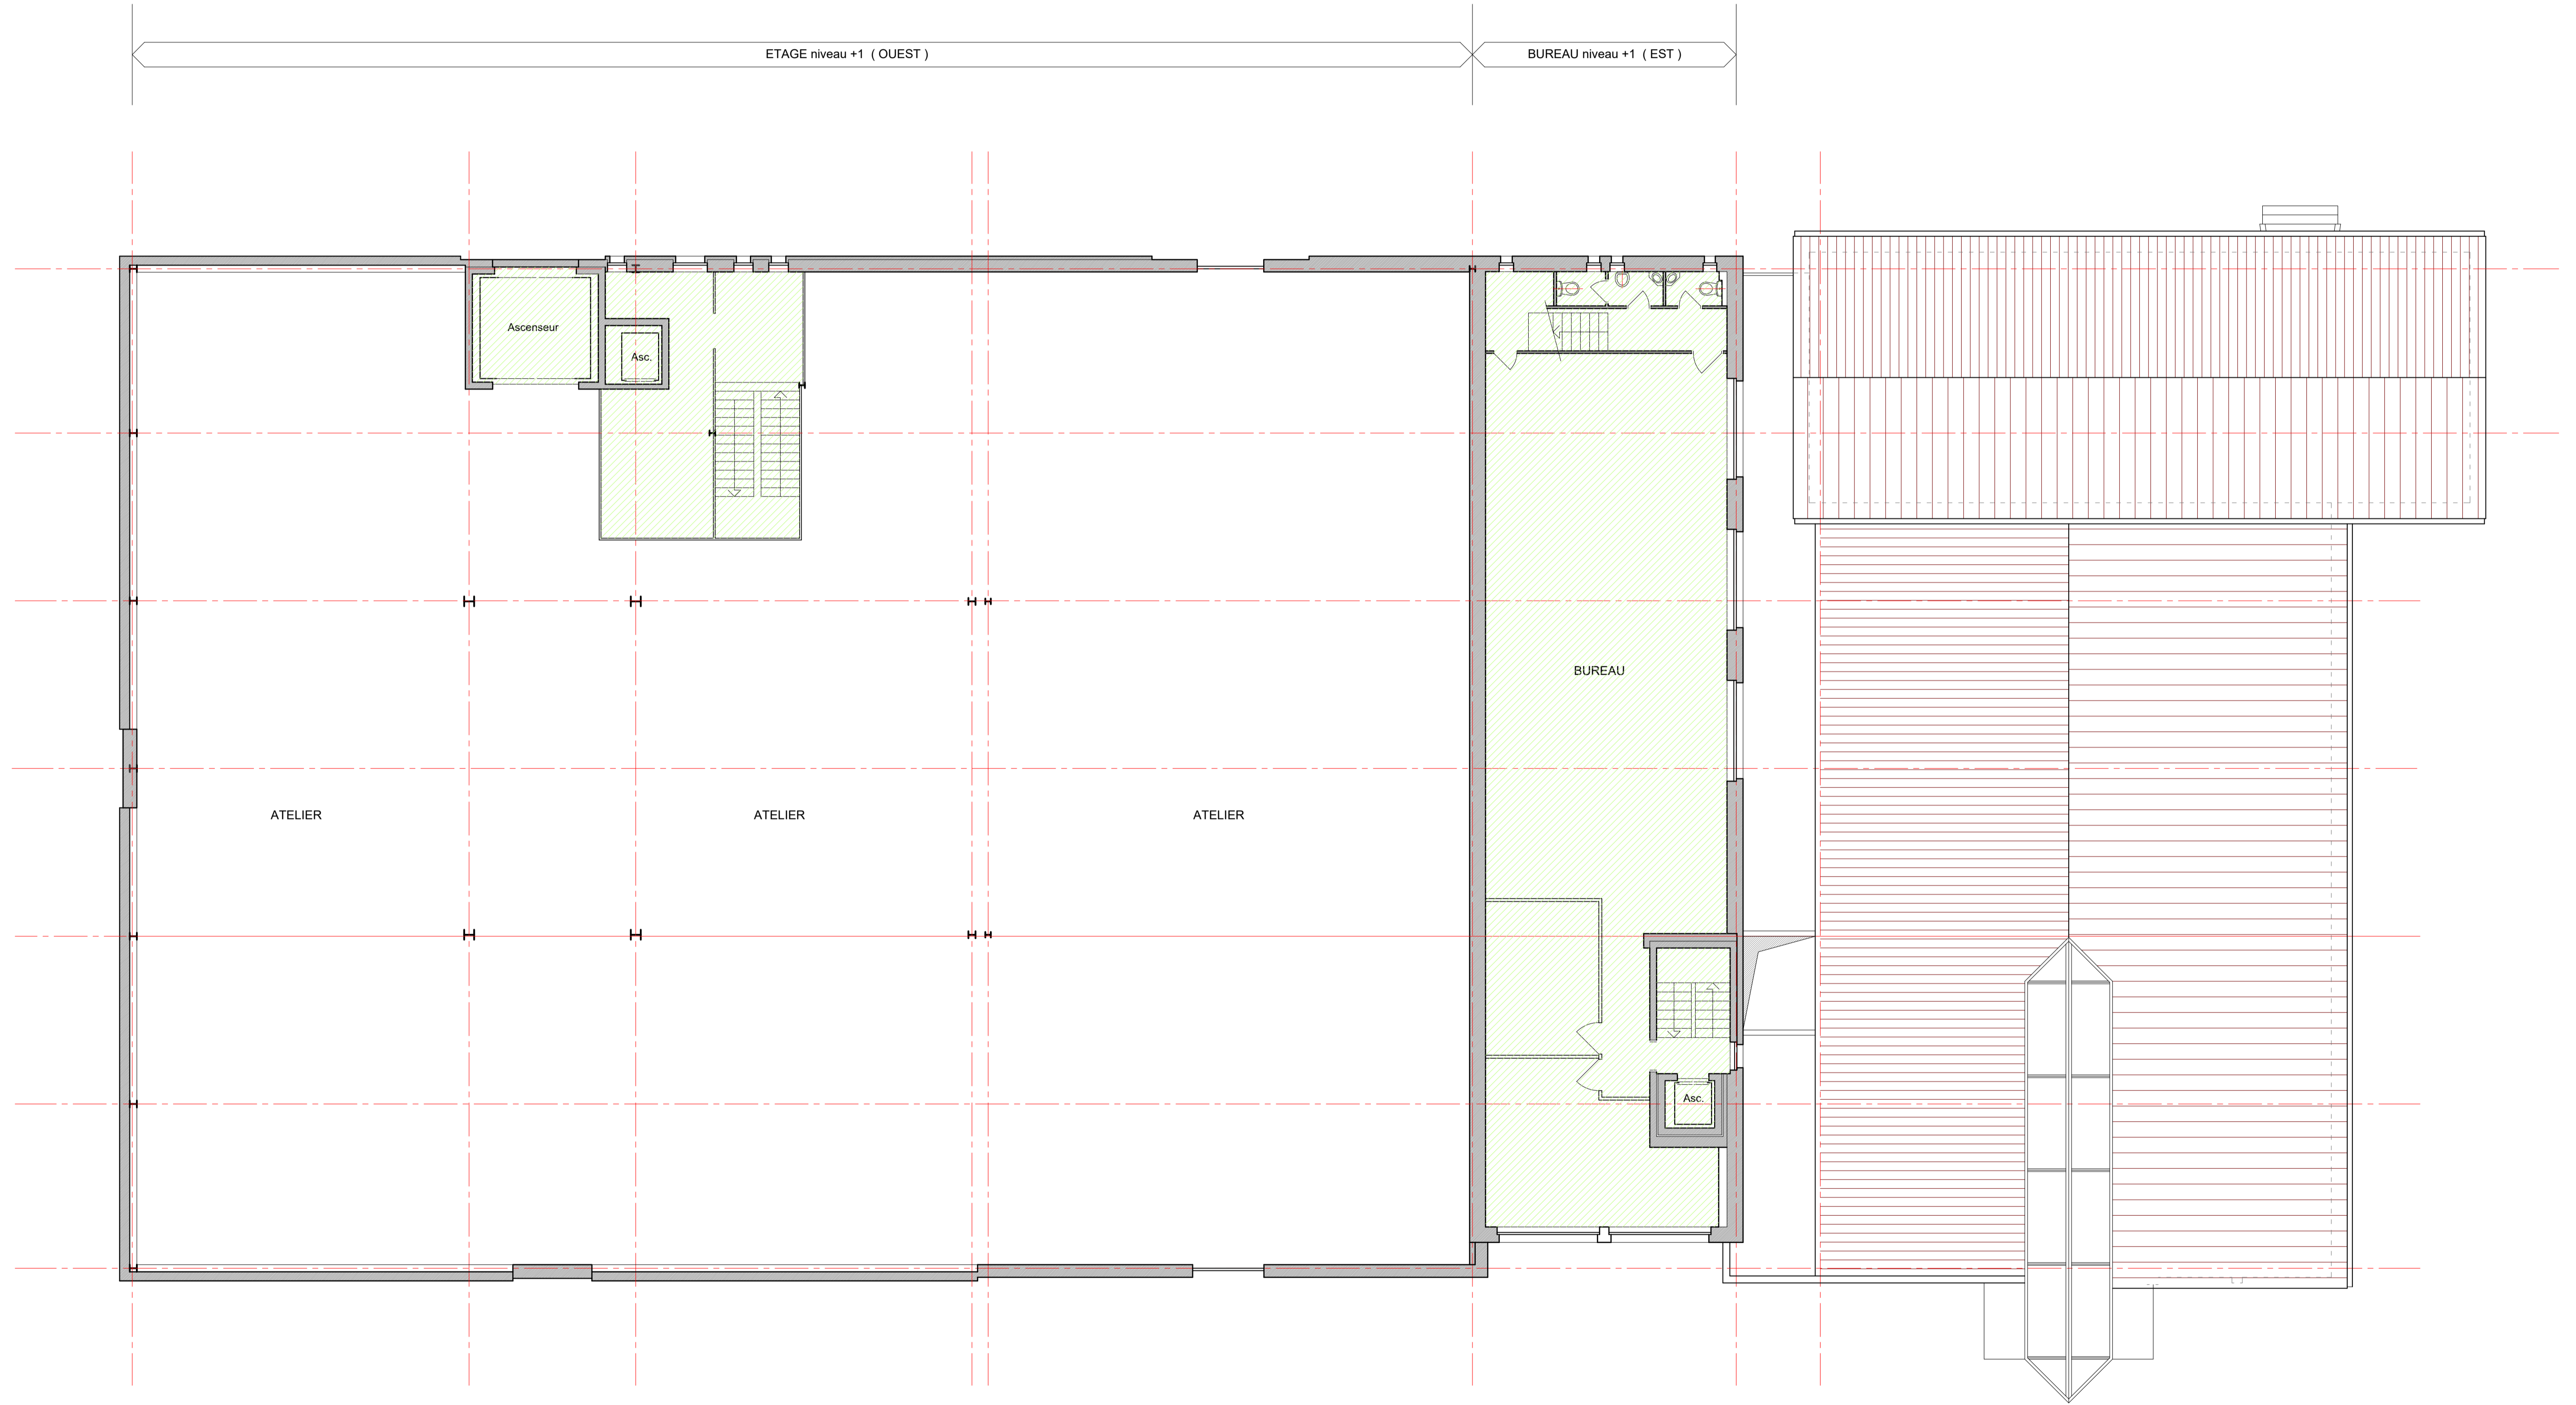 ETAGE niveau +1 ( OUEST )
BUREAU niveau +1 ( EST )
Ascenseur
Asc.
BUREAU
ATELIER
ATELIER
ATELIER
Asc.